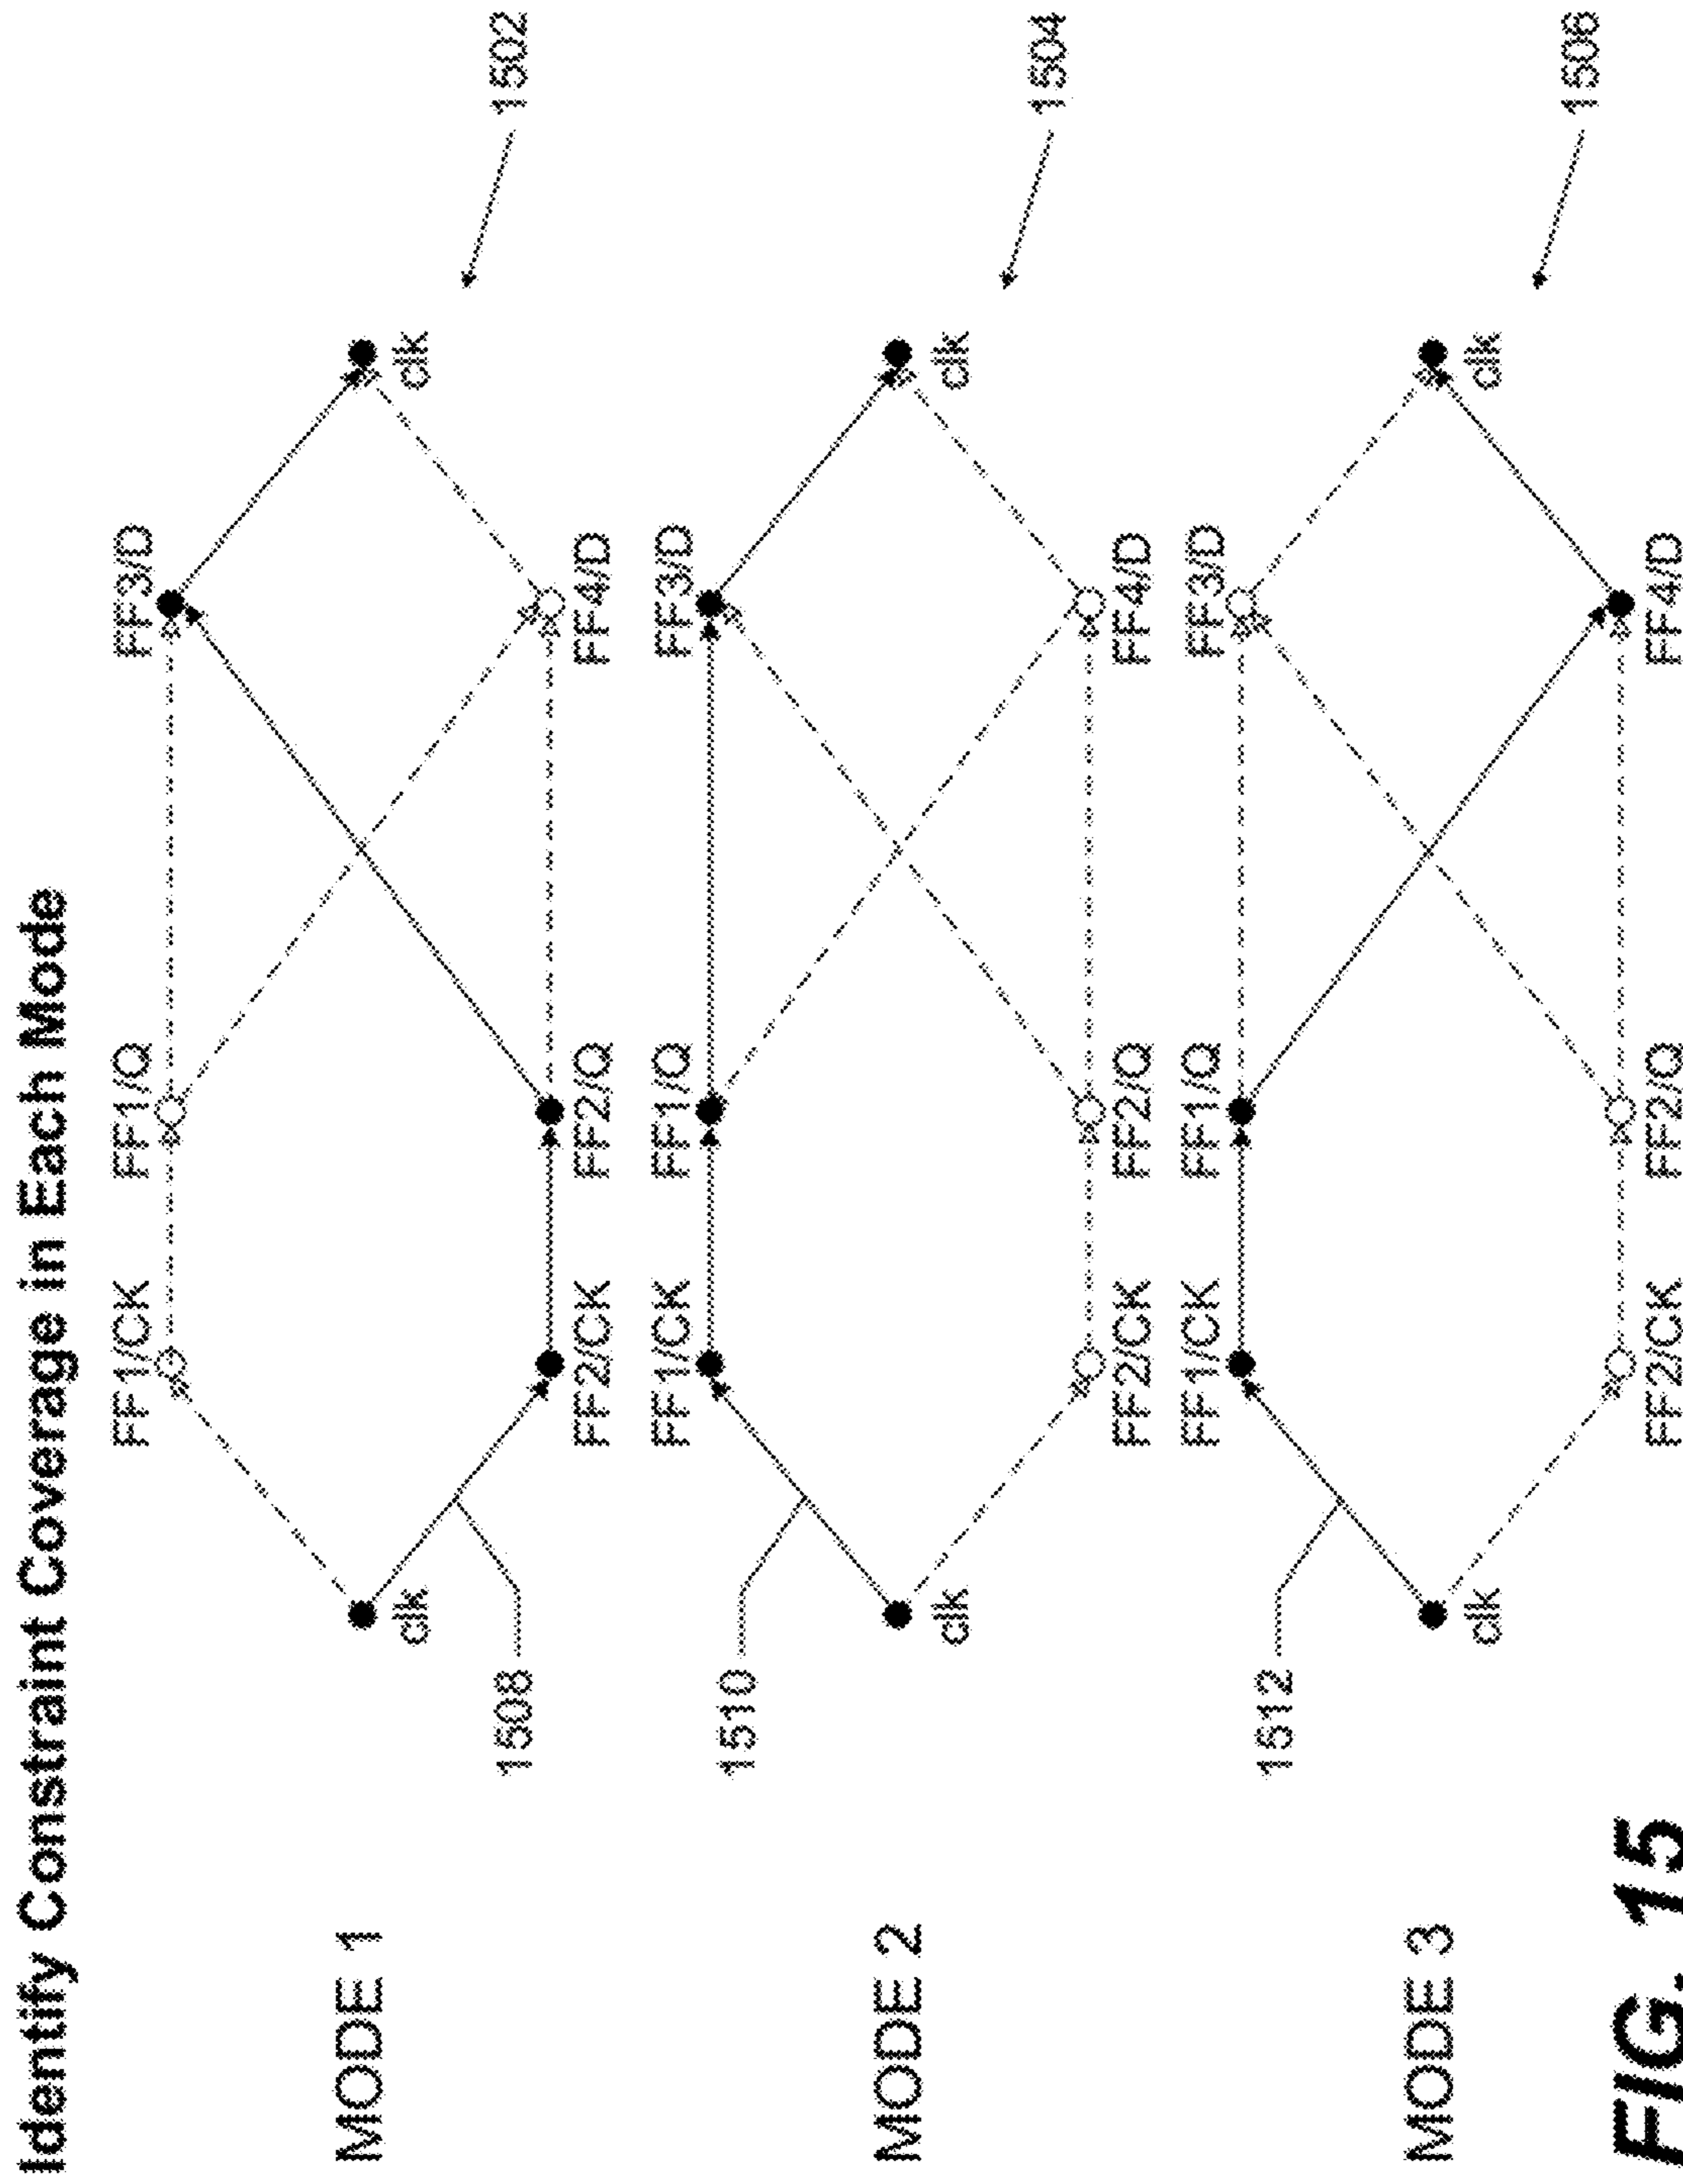 Identify Constraint Coverage in Each Mode
MODE 1
FF1/CK
FF1/Q
FF3/D
clk
clk
FF2/CK
FF2/Q
FF4/D
1508
1502
MODE 2
1510
FF1/CK
FF1/Q
FF3/D
clk
clk
FF2/CK
FF2/Q
FF4/D
1504
MODE 3
1512
FF1/CK
FF1/Q
FF3/D
clk
clk
FF2/CK
FF2/Q
FF4/D
1506
FIG. 15